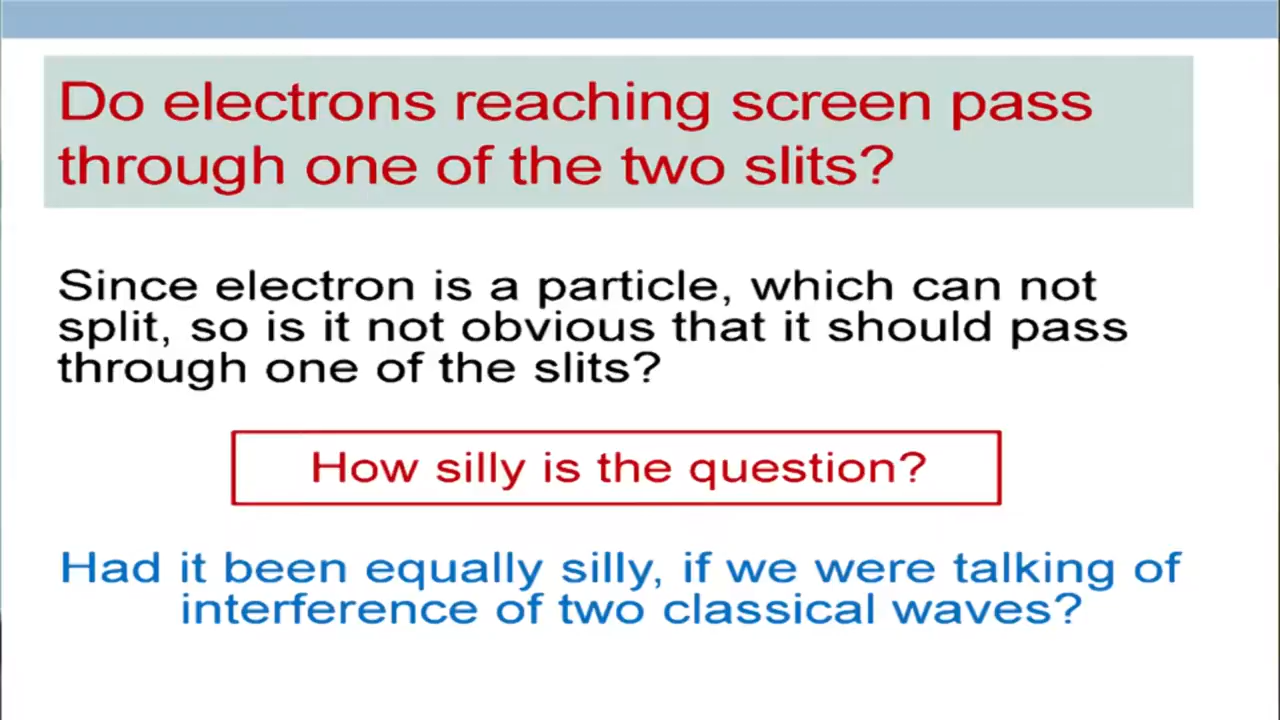 Do electrons reaching screen pass
through one of the two slits?
Since electron is a particle, which can not
split, so is it not obvious that it should pass
through one of the slits?
How silly is the question?
Had it been equally silly, if we were talking of
interference of two classical waves?